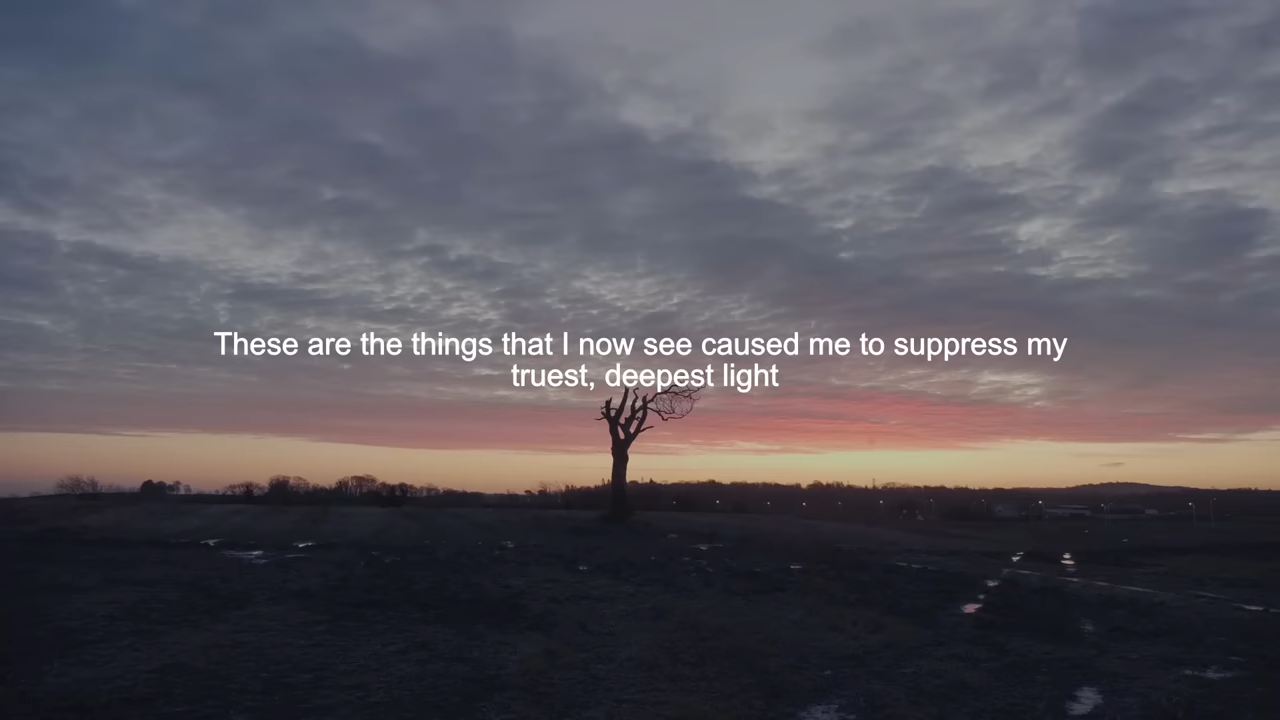 These are the things that I now see caused me to suppress my
truest, deepest light